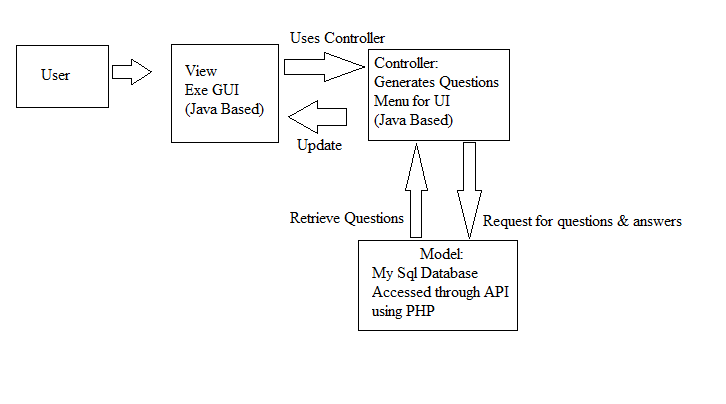 Uses Controller
User
View
Exe GUI
(Java Based)
Controller:
Generates Questions
Menu for UI
(Java Based)
Update
Retrieve Questions
Request for questions & answers
Model:
My Sql Database
Accessed through API
using PHP